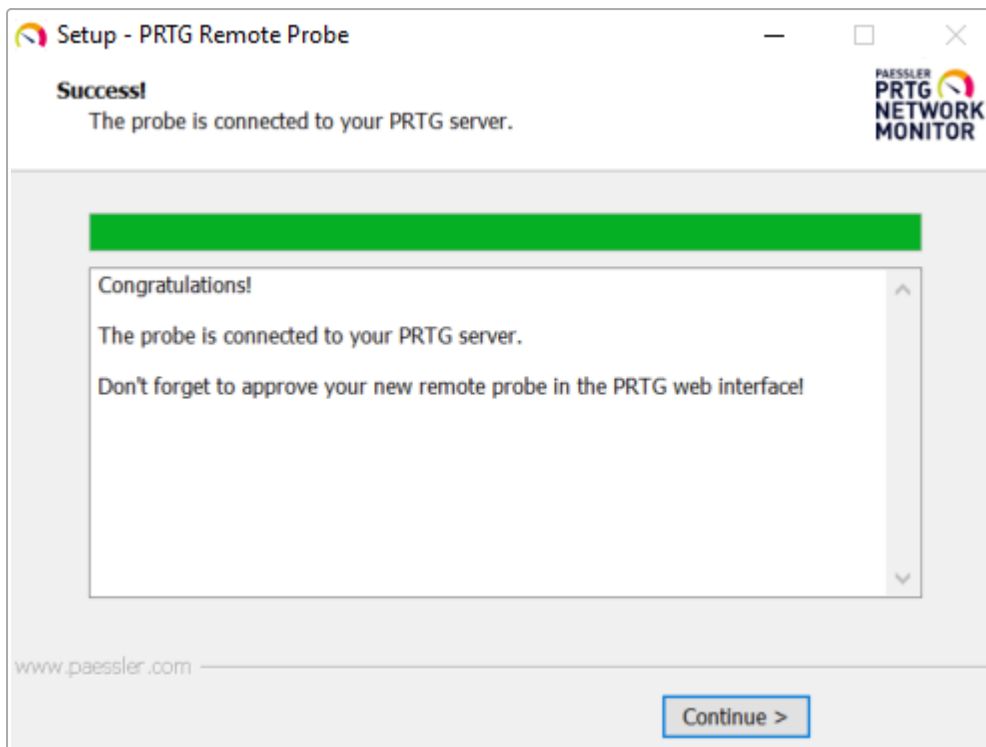 Setup - PRTG Remote Probe
Success!
The probe is connected to your PRTG server.
PAESSLER
PRTG
NETWORK
MONITOR
Congratulations!
The probe is connected to your PRTG server.
Don't forget to approve your new remote probe in the PRTG web interface!
www.paessler.com
Continue >